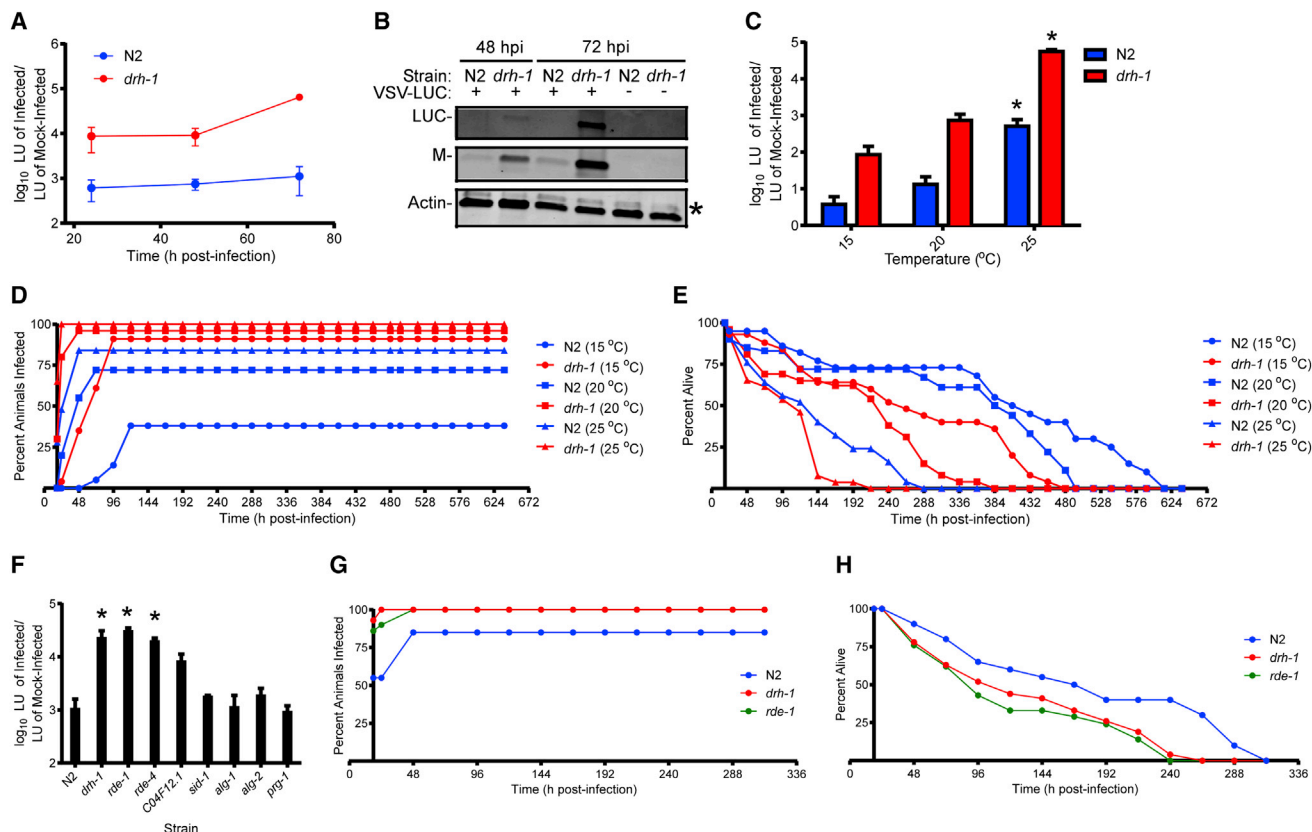 A
log10 LU of Infected/
LU of Mock-Infected
6
5
4
3
2
20 40 60 80
Time (h post-infection)
N2
drh-1
B
48 hpi 72 hpi
Strain: N2 drh-1 N2 drh-1 N2 drh-1
VSV-LUC: + + + + - -
LUC-
M-
Actin-
*
C
log10 LU of Infected/
LU of Mock-Infected
5
4
3
2
1
0
* *
15 20 25
Temperature (°C)
N2
drh-1
D
Percent Animals Infected
100
75
50
25
0 48 96 144 192 240 288 336 384 432 480 528 576 624 672
Time (h post-infection)
N2 (15 °C)
drh-1 (15 °C)
N2 (20 °C)
drh-1 (20 °C)
N2 (25 °C)
drh-1 (25 °C)
E
Percent Alive
100
75
50
25
0 48 96 144 192 240 288 336 384 432 480 528 576 624 672
Time (h post-infection)
N2 (15 °C)
drh-1 (15 °C)
N2 (20 °C)
drh-1 (20 °C)
N2 (25 °C)
drh-1 (25 °C)
F
log10 LU of Infected/
LU of Mock-Infected
5
4
3
2
* * *
N2 drh-1 rde-1 rde-4 C04F12.1 sid-1 alg-1 alg-2 prg-1
Strain
G
Percent Animals Infected
100
75
50
25
0 48 96 144 192 240 288 336
Time (h post-infection)
N2
drh-1
rde-1
H
Percent Alive
100
75
50
25
0 48 96 144 192 240 288 336
Time (h post-infection)
N2
drh-1
rde-1